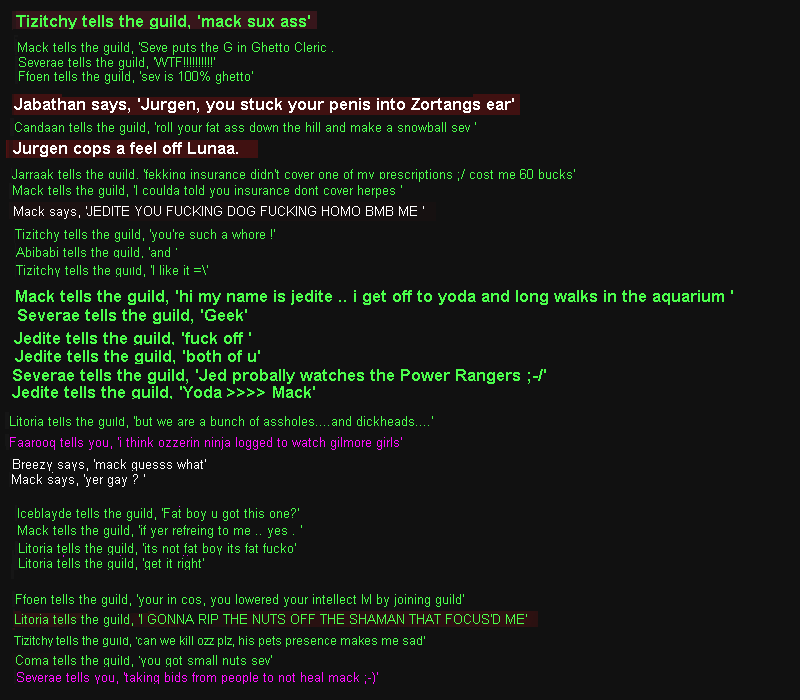 Tizitchy tells the guild, 'mack sux ass'
Mack tells the guild, 'Seve puts the G in Ghetto Cleric .
Severae tells the guild, 'WTF!!!!!!!!!!'
Ffoen tells the guild, 'sev is 100% ghetto'
Jabathan says, 'Jurgen, you stuck your penis into Zortangs ear'
Candaan tells the guild, 'roll your fat ass down the hill and make a snowball sev '
Jurgen cops a feel off Lunaa.
Jarraak tells the guild, 'fekking insurance didn't cover one of my prescriptions ;/ cost me 60 bucks'
Mack tells the guild, 'I coulda told you insurance dont cover herpes '
Mack says, 'JEDITE YOU FUCKING DOG FUCKING HOMO BMB ME '
Tizitchy tells the guild, 'you're such a whore !'
Abibabi tells the guild, 'and '
Tizitchy tells the guild, 'I like it =\'
Mack tells the guild, 'hi my name is jedite .. i get off to yoda and long walks in the aquarium '
Severae tells the guild, 'Geek'
Jedite tells the guild, 'fuck off '
Jedite tells the guild, 'both of u'
Severae tells the guild, 'Jed probally watches the Power Rangers ;-/'
Jedite tells the guild, 'Yoda >>>> Mack'
Litoria tells the guild, 'but we are a bunch of assholes....and dickheads....'
Faarooq tells you, 'i think ozzerin ninja logged to watch gilmore girls'
Breezy says, 'mack guesss what'
Mack says, 'yer gay ? '
Iceblayde tells the guild, 'Fat boy u got this one?'
Mack tells the guild, 'if yer refreing to me .. yes . '
Litoria tells the guild, 'its not fat boy its fat fucko'
Litoria tells the guild, 'get it right'
Ffoen tells the guild, 'your in cos, you lowered your intellect lvl by joining guild'
Litoria tells the guild, 'I GONNA RIP THE NUTS OFF THE SHAMAN THAT FOCUS'D ME'
Tizitchy tells the guild, 'can we kill ozz plz, his pets presence makes me sad'
Coma tells the guild, 'you got small nuts sev'
Severae tells you, 'taking bids from people to not heal mack ;-)'